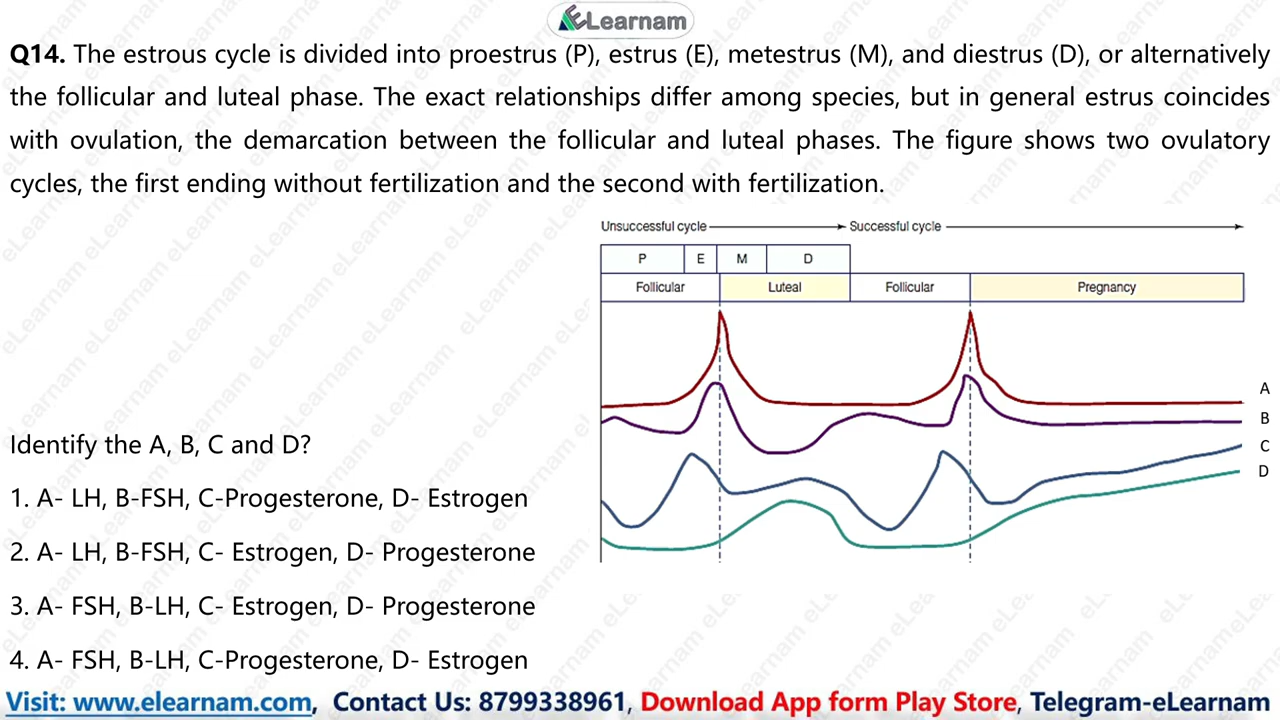 ELearnam
Q14. The estrous cycle is divided into proestrus (P), estrus (E), metestrus (M), and diestrus (D), or alternatively
the follicular and luteal phase. The exact relationships differ among species, but in general estrus coincides
with ovulation, the demarcation between the follicular and luteal phases. The figure shows two ovulatory
cycles, the first ending without fertilization and the second with fertilization.
Unsuccessful cycle Successful cycle
P E M D
Follicular Luteal Follicular Pregnancy
A
B
C
D
Identify the A, B, C and D?
1. A- LH, B-FSH, C-Progesterone, D- Estrogen
2. A- LH, B-FSH, C- Estrogen, D- Progesterone
3. A- FSH, B-LH, C- Estrogen, D- Progesterone
4. A- FSH, B-LH, C-Progesterone, D- Estrogen
Visit: www.elearnam.com, Contact Us: 8799338961, Download App form Play Store, Telegram-eLearnam